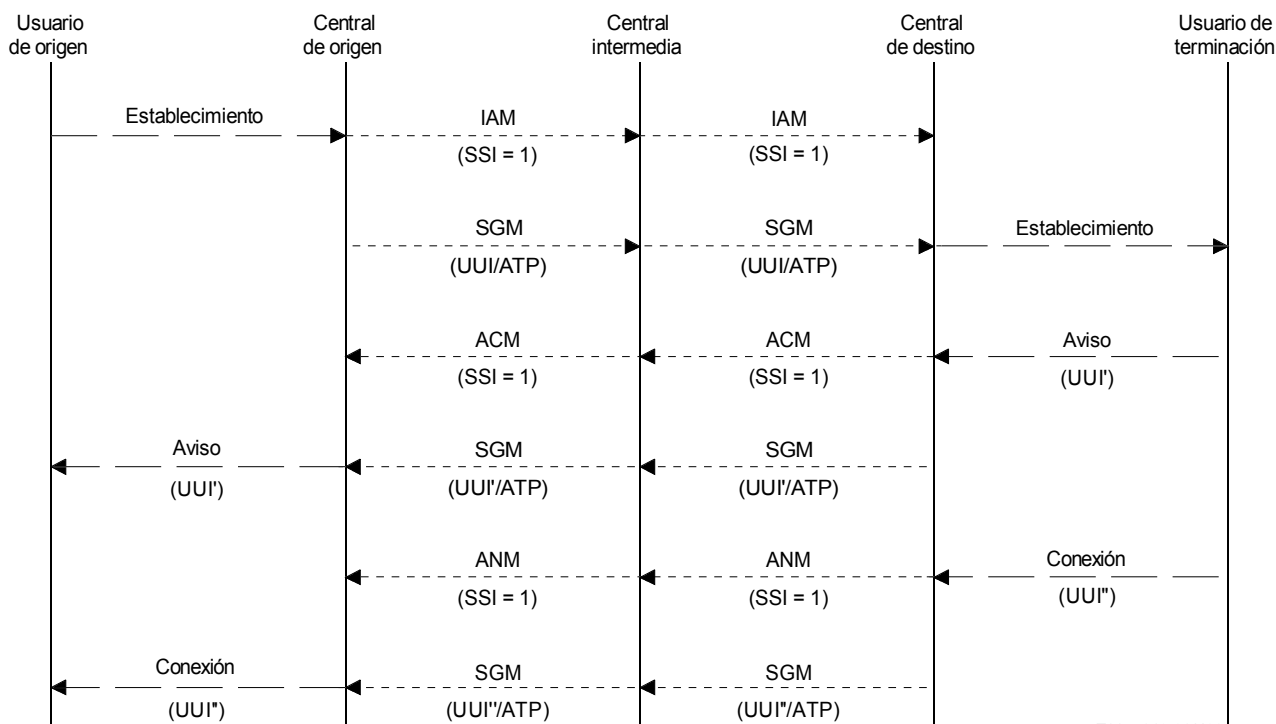 Usuario de origen
Central de origen
Central intermedia
Central de destino
Usuario de terminación
Establecimiento
IAM
IAM
(SSI = 1)
(SSI = 1)
SGM
SGM
Establecimiento
(UUI/ATP)
(UUI/ATP)
ACM
ACM
Aviso
(SSI = 1)
(SSI = 1)
(UUI')
Aviso
SGM
SGM
(UUI')
(UUI'/ATP)
(UUI'/ATP)
ANM
ANM
Conexión
(SSI = 1)
(SSI = 1)
(UUI")
Conexión
SGM
SGM
(UUI")
(UUI''/ATP)
(UUI"/ATP)